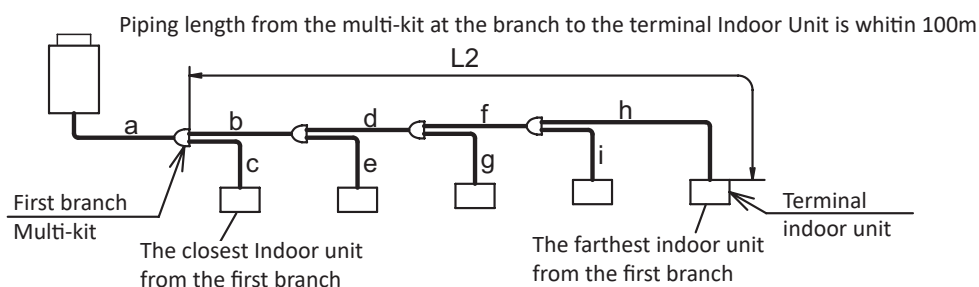 Piping length from the multi-kit at the branch to the terminal Indoor Unit is whitin 100m
L2
a
b
d
f
h
c
e
g
i
First branch
Multi-kit
The closest Indoor unit
from the first branch
The farthest indoor unit
from the first branch
Terminal
indoor unit